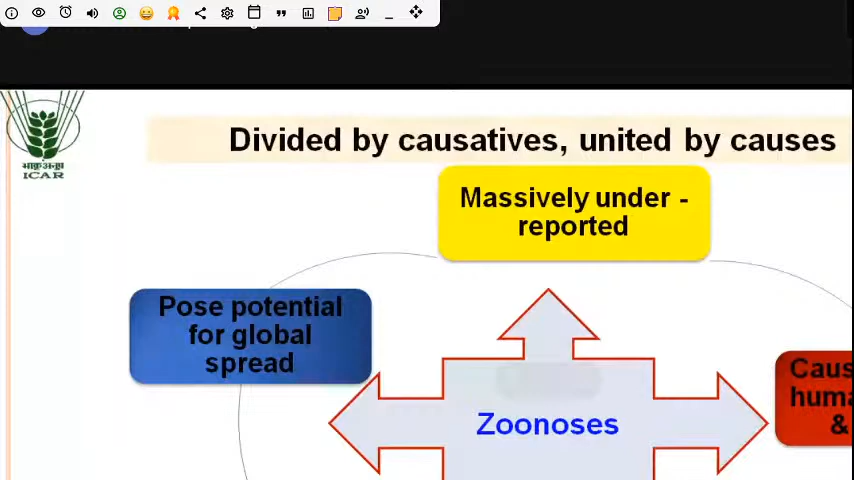 ICAR
Divided by causatives, united by causes
Massively under -
reported
Pose potential
for global
spread
Zoonoses
&